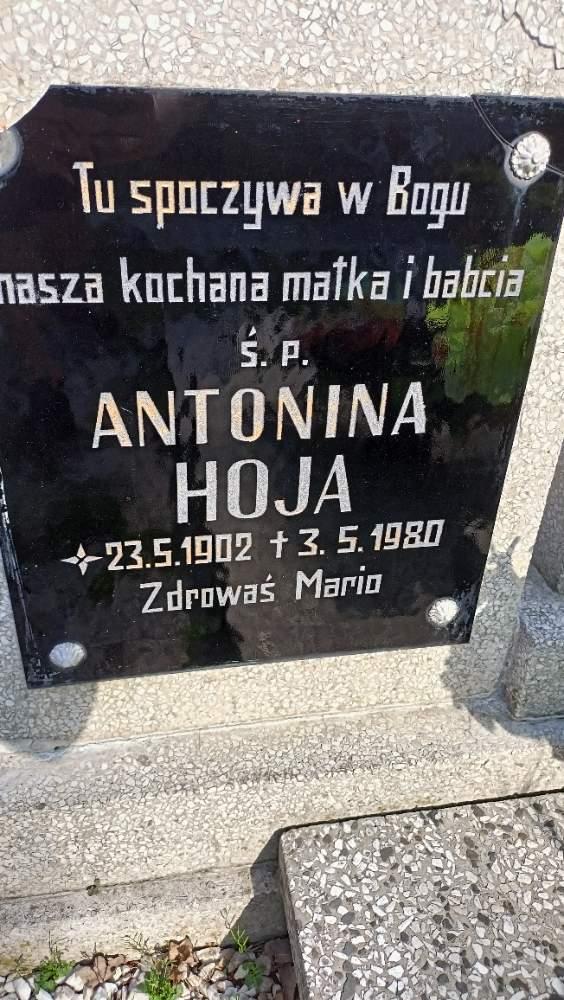 Tu spoczywa w Bogu
nasza kochana matka i babcia
ś. p.
ANTONINA
HOJA
23.5.1902 † 3. 5. 1980
Zdrowaś Mario